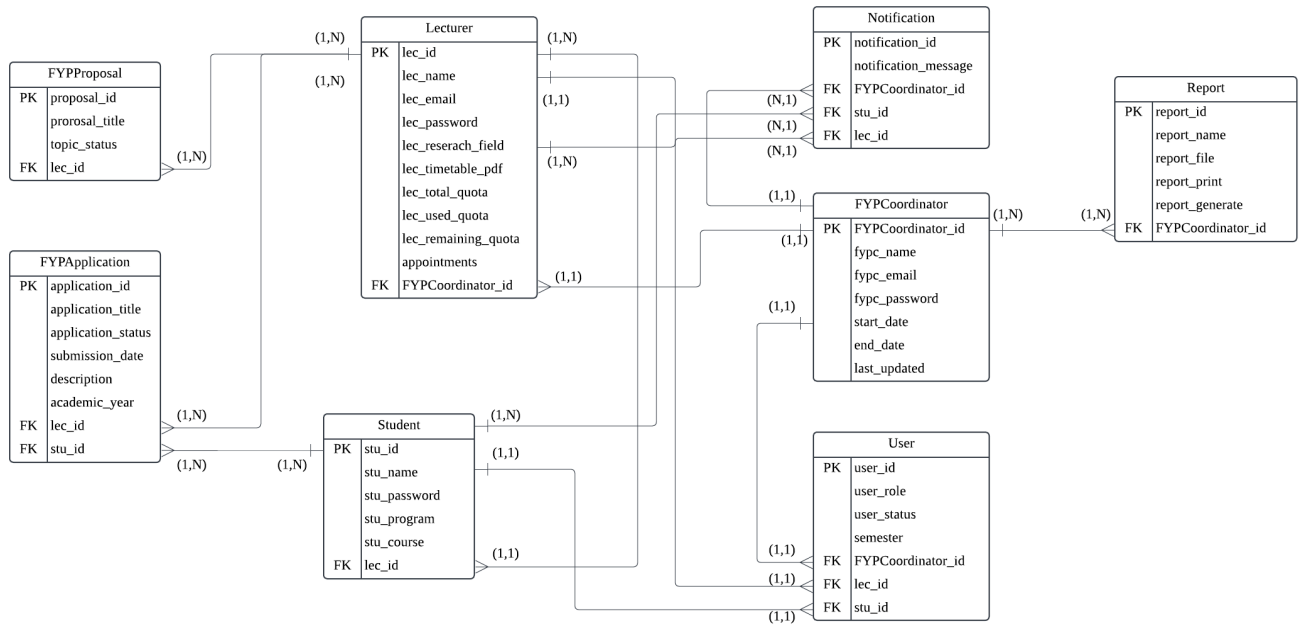 FYPProposal
PK proposal_id
prorosal_title
topic_status
FK lec_id
(1,N)
FYPApplication
PK application_id
application_title
application_status
submission_date
description
academic_year
FK lec_id
FK stu_id
(1,N)
(1,N)
(1,N)
(1,N)
(1,N)
Lecturer
PK lec_id
lec_name
lec_email
lec_password
lec_reserach_field
lec_timetable_pdf
lec_total_quota
lec_used_quota
lec_remaining_quota
appointments
FK FYPCoordinator_id
(1,N)
(1,1)
(1,N)
(1,1)
Student
PK stu_id
stu_name
stu_password
stu_program
stu_course
FK lec_id
(1,N)
(1,1)
(1,1)
Notification
PK notification_id
notification_message
FK FYPCoordinator_id
FK stu_id
FK lec_id
(N,1)
(N,1)
(N,1)
(1,1)
(1,1)
(1,1)
FYPCoordinator
PK FYPCoordinator_id
fypc_name
fypc_email
fypc_password
start_date
end_date
last_updated
(1,N)
(1,N)
User
PK user_id
user_role
user_status
semester
FK FYPCoordinator_id
FK lec_id
FK stu_id
(1,1)
(1,1)
(1,1)
Report
PK report_id
report_name
report_file
report_print
report_generate
FK FYPCoordinator_id